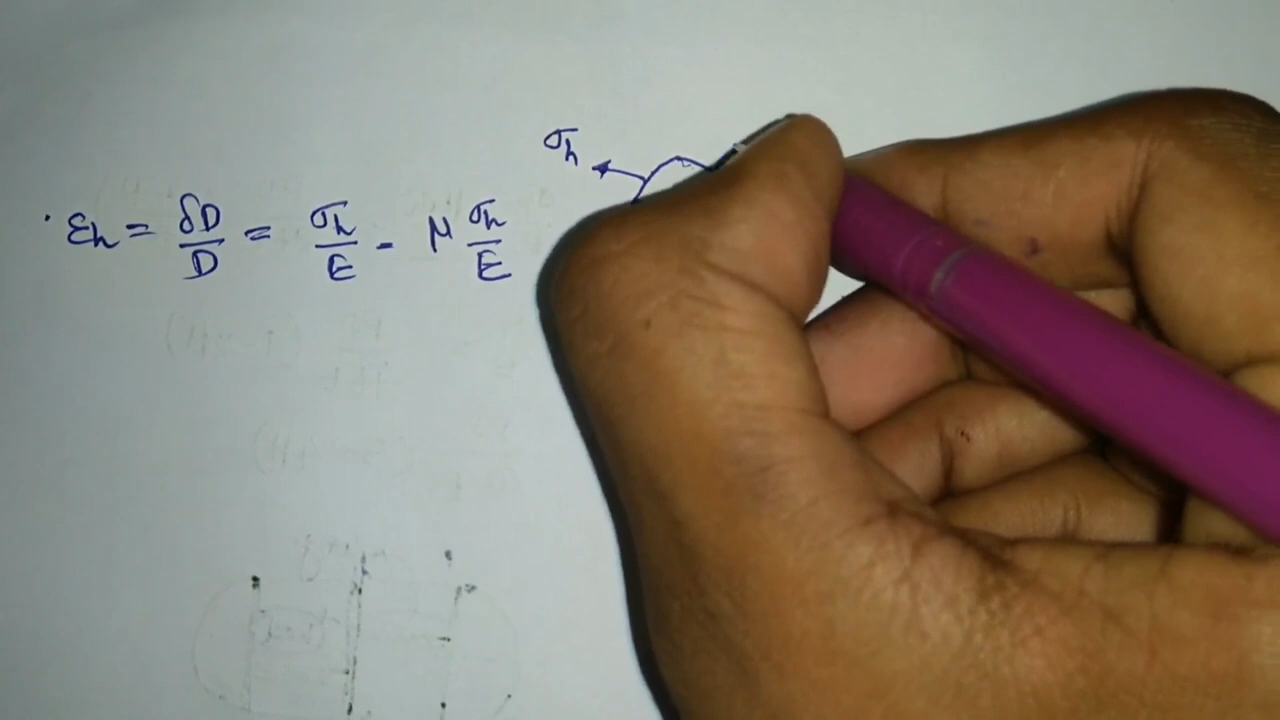 σh
εh = δD/D = σh/E - μ σh/E